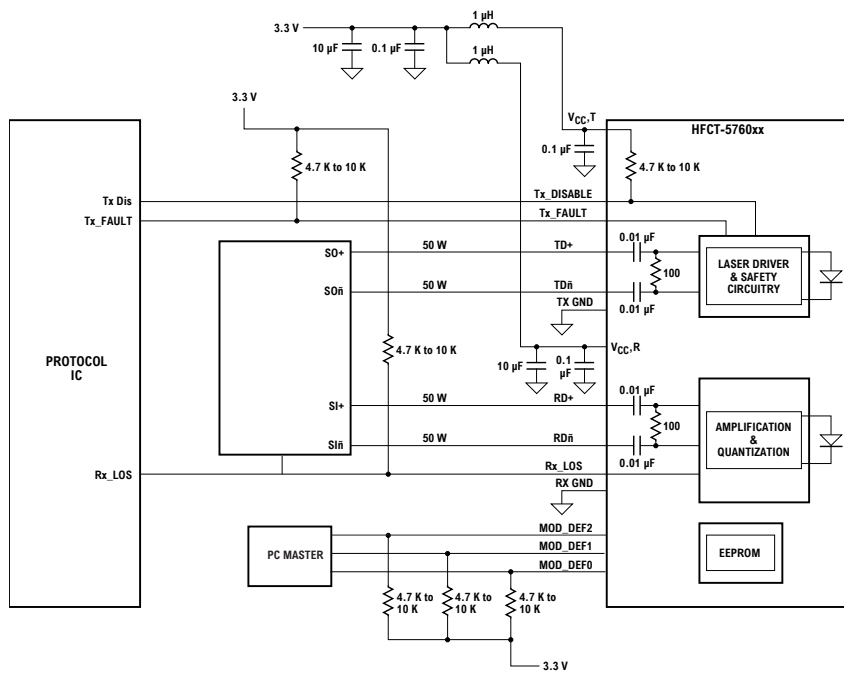 3.3 V
1 µH
10 µF
0.1 µF
1 µH
3.3 V
VCC,T
HFCT-5760xx
0.1 µF
4.7 K to 10 K
4.7 K to 10 K
Tx Dis
Tx_DISABLE
Tx_FAULT
Tx_FAULT
0.01 µF
SO+
50 W
TD+
100
LASER DRIVER
& SAFETY
CIRCUITRY
SOñ
50 W
TDñ
0.01 µF
TX GND
PROTOCOL
IC
4.7 K to 10 K
VCC,R
10 µF
0.1
µF
0.01 µF
SI+
50 W
RD+
100
AMPLIFICATION
&
QUANTIZATION
SIñ
50 W
RDñ
0.01 µF
Rx_LOS
Rx_LOS
RX GND
MOD_DEF2
PC MASTER
MOD_DEF1
EEPROM
MOD_DEF0
4.7 K to
10 K
4.7 K to
10 K
4.7 K to
10 K
3.3 V